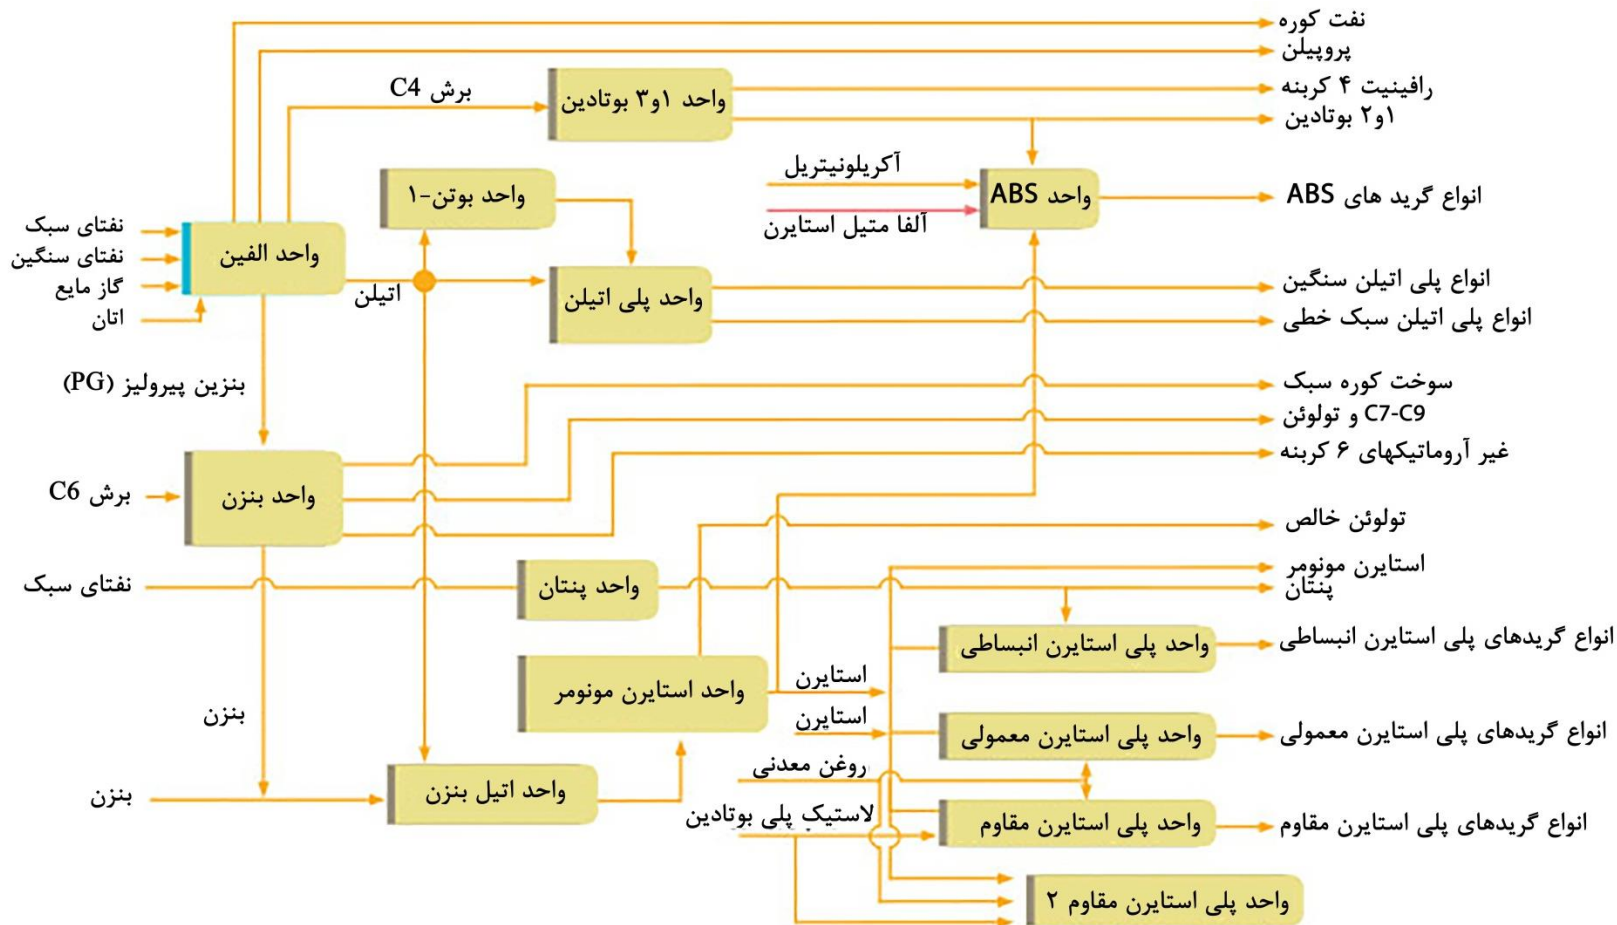 نفت کوره
پروپیلن
برش C4
واحد ۱و۳ بوتادین
رافینیت ۴ کربنه
۱و۲ بوتادین
آکریلونیتریل
آلفا متیل استایرن
واحد ABS
انواع گرید های ABS
واحد بوتن-۱
نفتای سبک
نفتای سنگین
گاز مایع
اتان
واحد الفین
اتیلن
واحد پلی اتیلن
انواع پلی اتیلن سنگین
انواع پلی اتیلن سبک خطی
بنزین پیرولیز (PG)
سوخت کوره سبک
C7-C9 و تولوئن
غیر آروماتیکهای ۶ کربنه
برش C6
واحد بنزن
تولوئن خالص
استایرن مونومر
پنتان
نفتای سبک
واحد پنتان
واحد پلی استایرن انبساطی
انواع گریدهای پلی استایرن انبساطی
واحد استایرن مونومر
استایرن
استایرن
بنزن
واحد پلی استایرن معمولی
انواع گریدهای پلی استایرن معمولی
روغن معدنی
بنزن
واحد اتیل بنزن
لاستیک پلی بوتادین
واحد پلی استایرن مقاوم
انواع گریدهای پلی استایرن مقاوم
واحد پلی استایرن مقاوم ۲